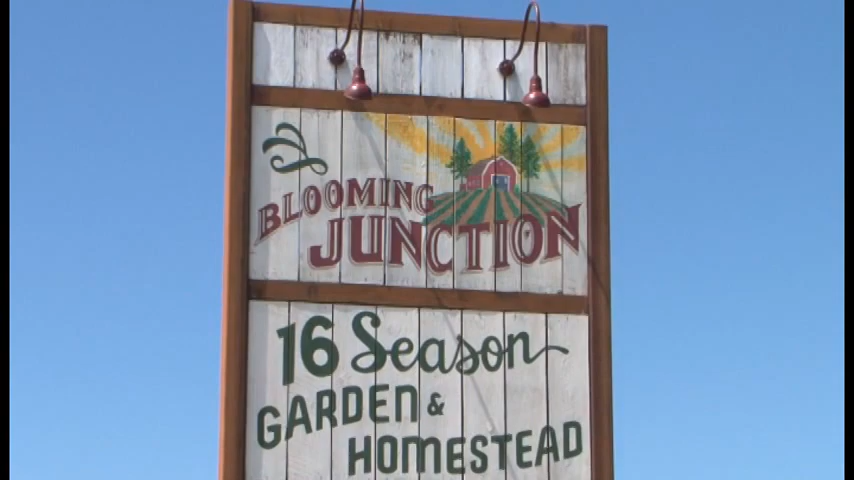 BLOOMING
JUNCTION
16 Season
GARDEN &
HOMESTEAD